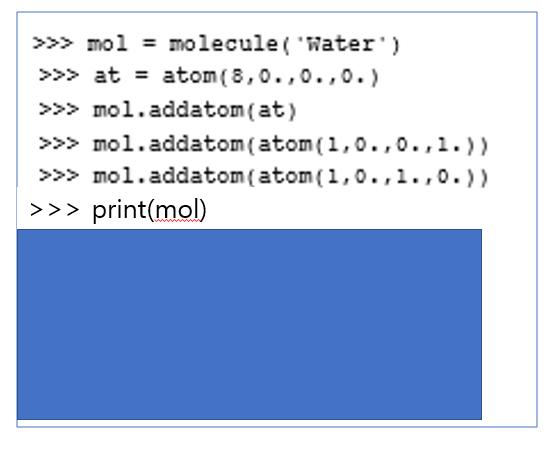 >>> mol = molecule('Water')
>>> at = atom(8,0.,0.,0.)
>>> mol.addatom(at)
>>> mol.addatom(atom(1,0.,0.,1.))
>>> mol.addatom(atom(1,0.,1.,0.))
>>> print(mol)